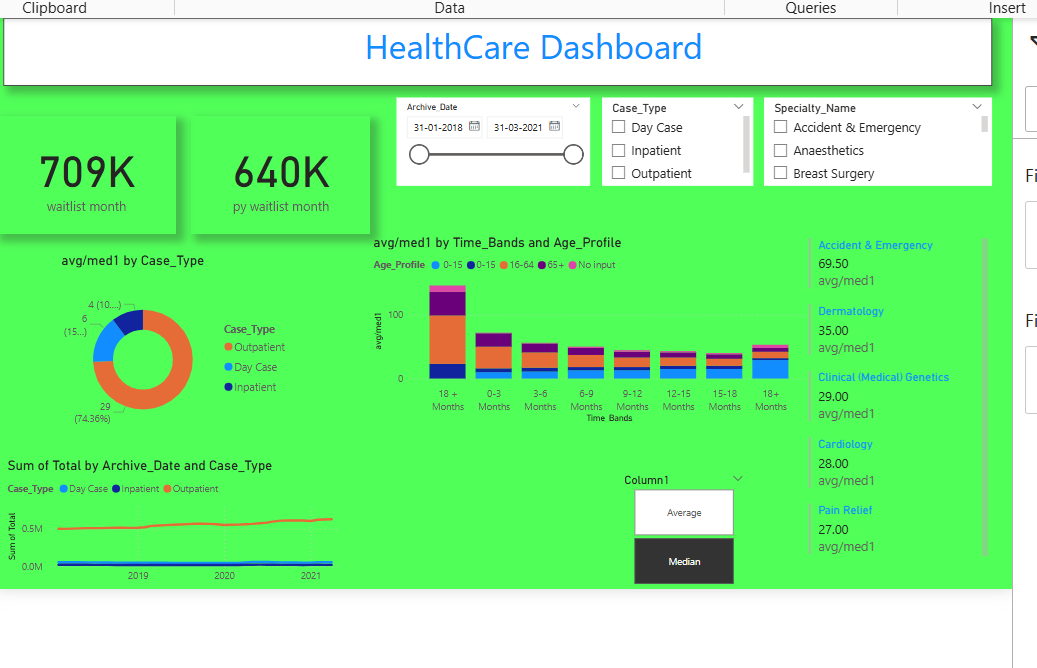 Clipboard
Data
Queries
Insert
HealthCare Dashboard
709K
waitlist month
640K
py waitlist month
Archive_Date
31-01-2018
31-03-2021
Case_Type
Day Case
Inpatient
Outpatient
Specialty_Name
Accident & Emergency
Anaesthetics
Breast Surgery
avg/med1 by Case_Type
4 (10....)
6
(15...)
29
(74.36%)
Case_Type
Outpatient
Day Case
Inpatient
avg/med1 by Time_Bands and Age_Profile
Age_Profile 0-15 0-15 16-64 65+ No input
avg/med1
100
0
18 + Months
0-3 Months
3-6 Months
6-9 Months
9-12 Months
12-15 Months
15-18 Months
18+ Months
Time_Bands
Accident & Emergency
69.50
avg/med1
Dermatology
35.00
avg/med1
Clinical (Medical) Genetics
29.00
avg/med1
Cardiology
28.00
avg/med1
Pain Relief
27.00
avg/med1
Sum of Total by Archive_Date and Case_Type
Case_Type Day Case Inpatient Outpatient
Sum of Total
0.5M
0.0M
2019
2020
2021
Column1
Average
Median
Fi
Fi